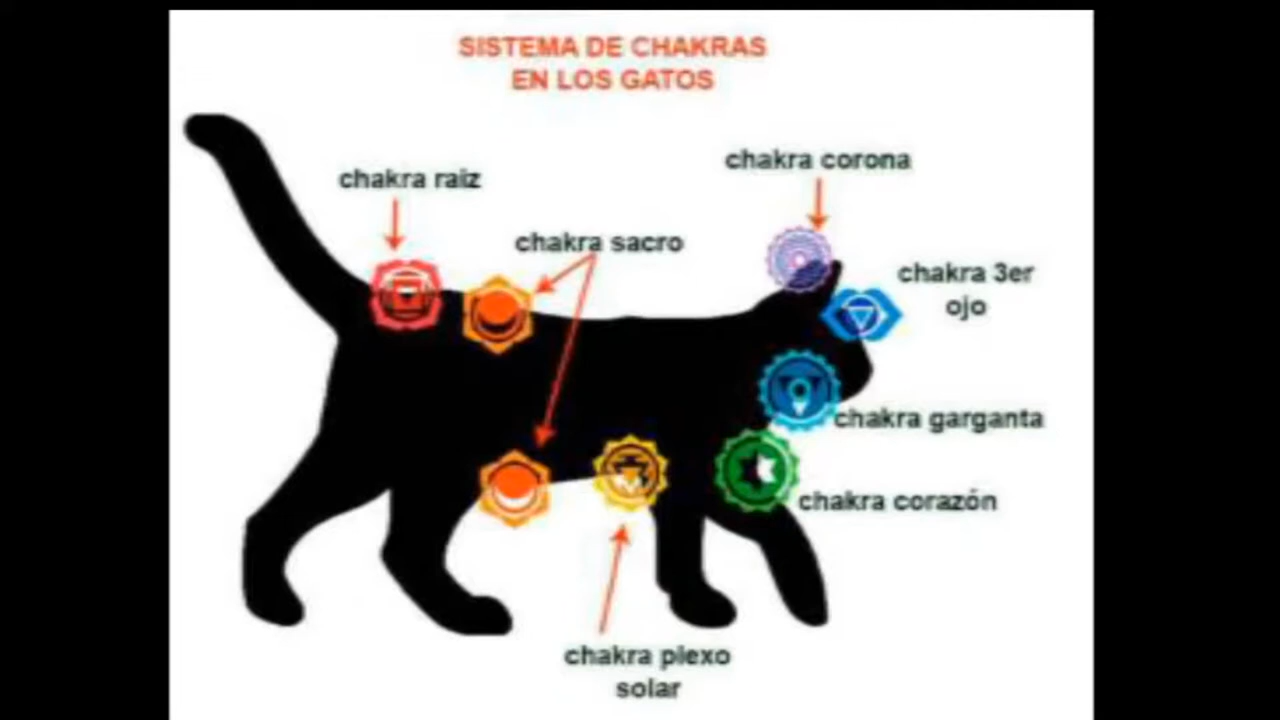 SISTEMA DE CHAKRAS
EN LOS GATOS
chakra raiz
chakra corona
chakra sacro
chakra 3er
ojo
chakra garganta
chakra corazón
chakra plexo
solar